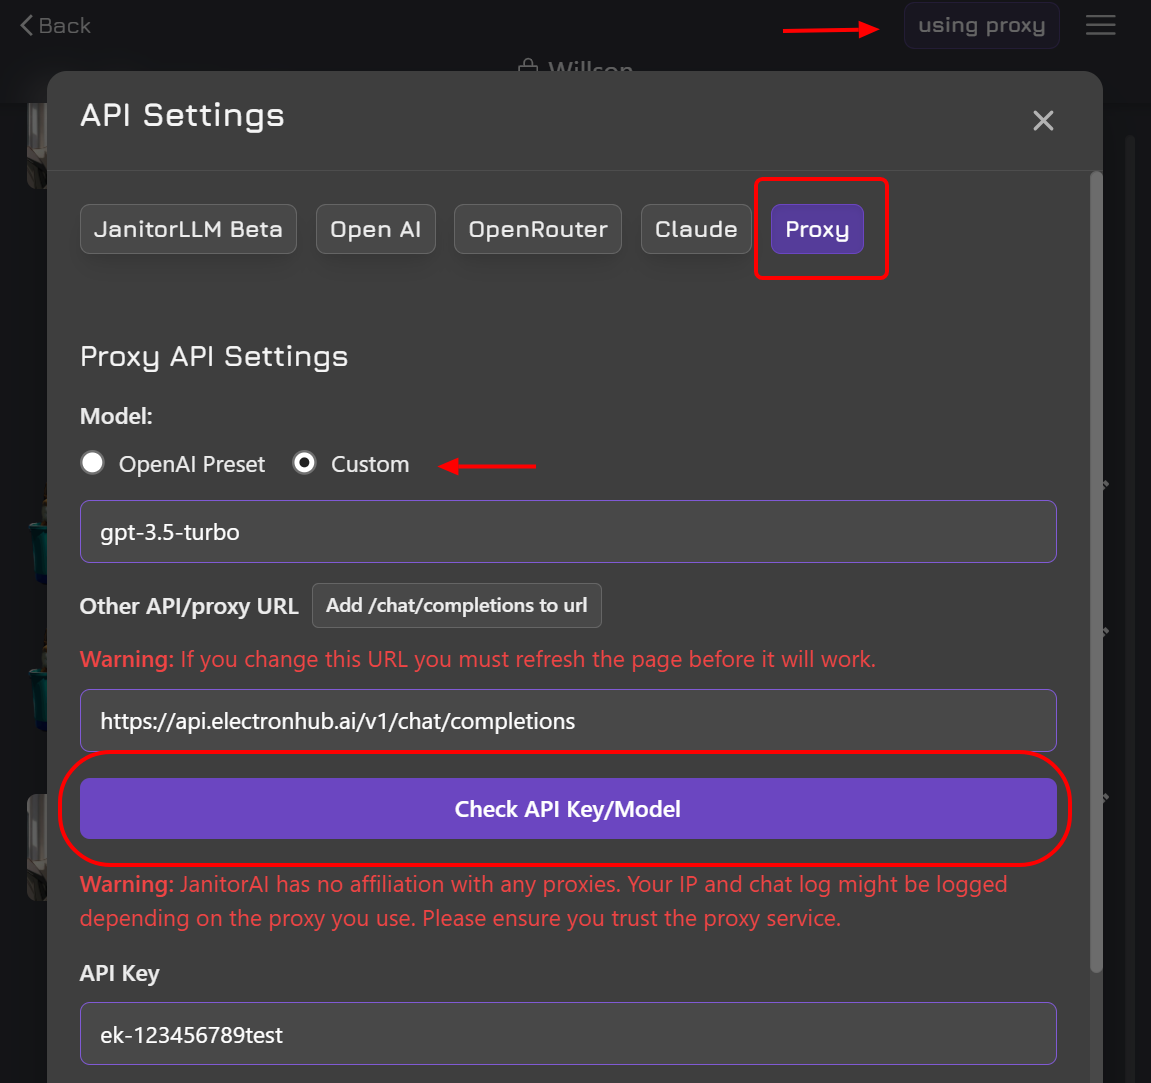 Back
using proxy
Willson
API Settings
JanitorLLM Beta
Open AI
OpenRouter
Claude
Proxy
Proxy API Settings
Model:
OpenAI Preset
Custom
gpt-3.5-turbo
Other API/proxy URL
Add /chat/completions to url
Warning: If you change this URL you must refresh the page before it will work.
https://api.electronhub.ai/v1/chat/completions
Check API Key/Model
Warning: JanitorAI has no affiliation with any proxies. Your IP and chat log might be logged
depending on the proxy you use. Please ensure you trust the proxy service.
API Key
ek-123456789test